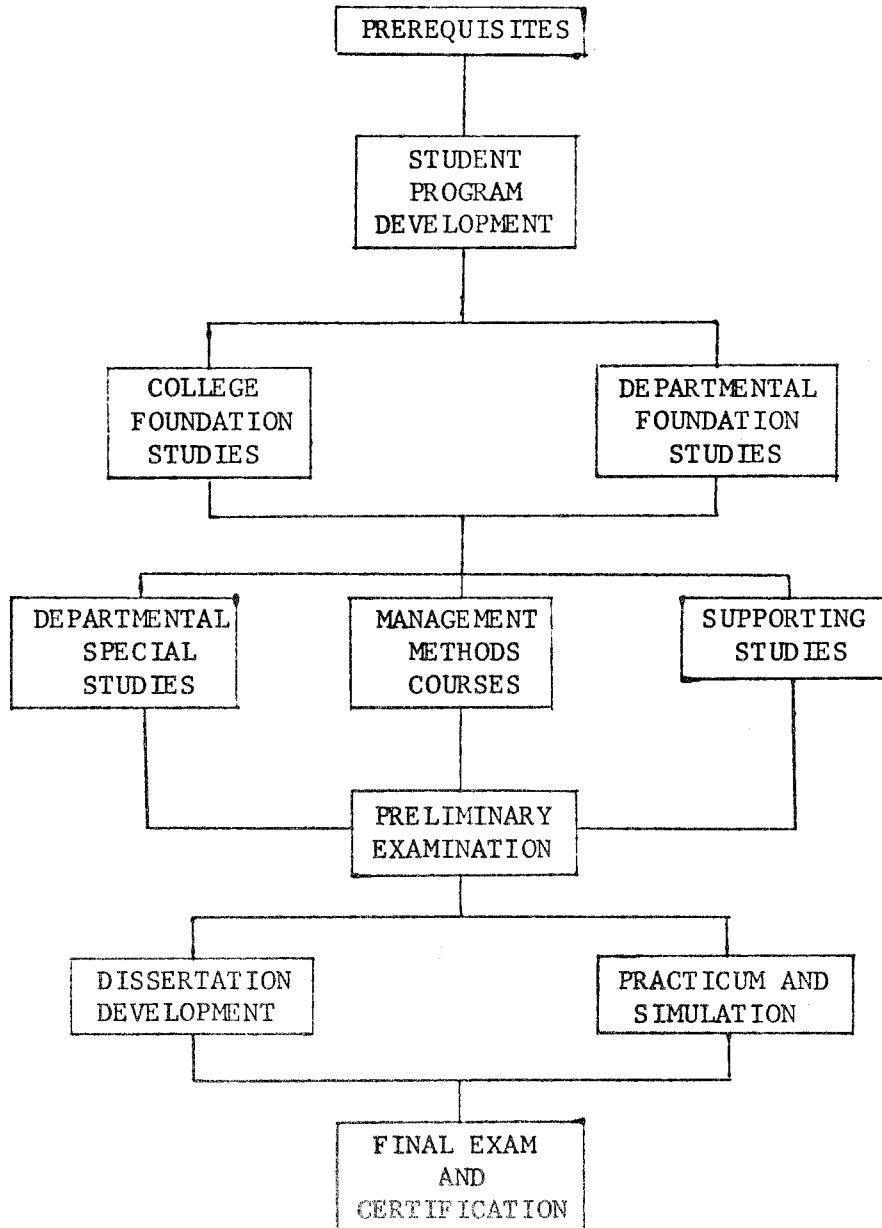 PREREQUISITES
STUDENT
PROGRAM
DEVELOPMENT
COLLEGE
FOUNDATION
STUDIES
DEPARTMENTAL
FOUNDATION
STUDIES
DEPARTMENTAL
SPECIAL
STUDIES
MANAGEMENT
METHODS
COURSES
SUPPORTING
STUDIES
PRELIMINARY
EXAMINATION
DISSERTATION
DEVELOPMENT
PRACTICUM AND
SIMULATION
FINAL EXAM
AND
CERTIFICATION